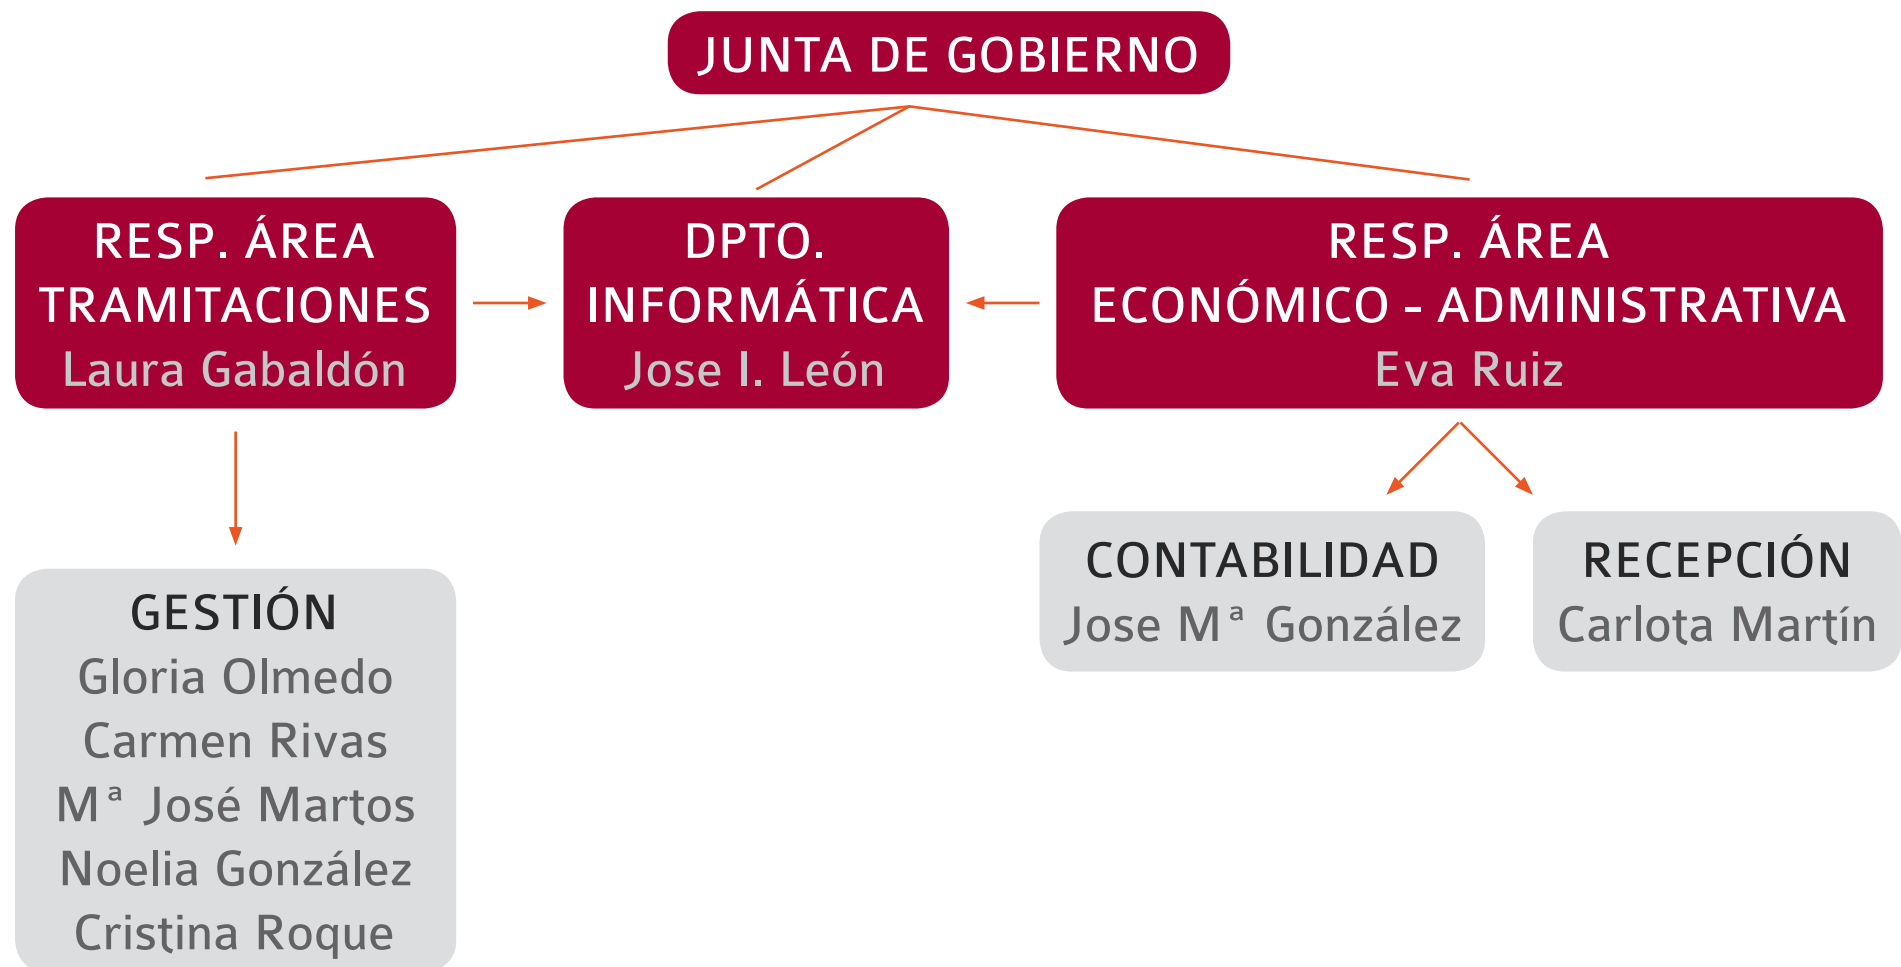 JUNTA DE GOBIERNO
RESP. ÁREA
TRAMITACIONES
Laura Gabaldón
DPTO.
INFORMÁTICA
Jose I. León
RESP. ÁREA
ECONÓMICO - ADMINISTRATIVA
Eva Ruiz
GESTIÓN
Gloria Olmedo
Carmen Rivas
Mª José Martos
Noelia González
Cristina Roque
CONTABILIDAD
Jose Mª González
RECEPCIÓN
Carlota Martín